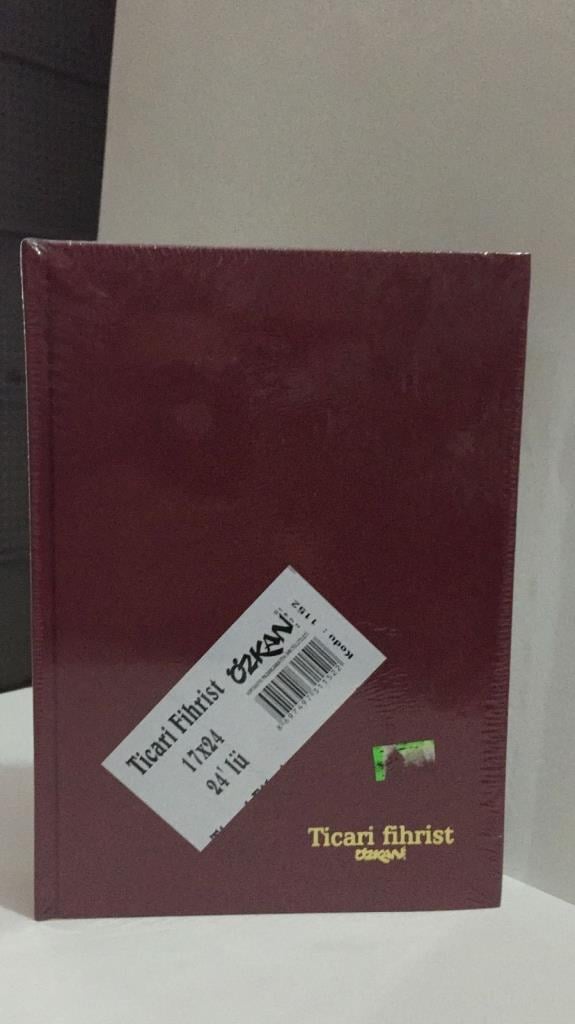 Ticari Fihrist
17x24
24' lü
ÖZKAN
Kodu : 1152
Ticari fihrist
ÖZKAN